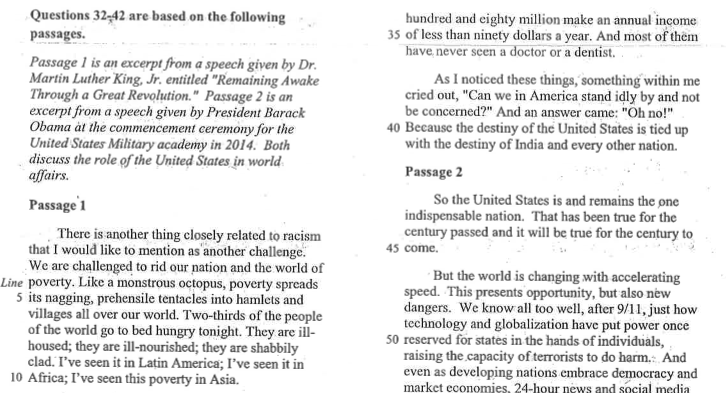 Questions 32-42 are based on the following
passages.
Passage 1 is an excerpt from a speech given by Dr.
Martin Luther King, Jr. entitled "Remaining Awake
Through a Great Revolution." Passage 2 is an
excerpt from a speech given by President Barack
Obama at the commencement ceremony for the
United States Military academy in 2014. Both
discuss the role of the United States in world
affairs.
Passage 1
There is another thing closely related to racism
that I would like to mention as another challenge.
We are challenged to rid our nation and the world of
Line poverty. Like a monstrous octopus, poverty spreads
5 its nagging, prehensile tentacles into hamlets and
villages all over our world. Two-thirds of the people
of the world go to bed hungry tonight. They are ill-
housed; they are ill-nourished; they are shabbily
clad. I've seen it in Latin America; I've seen it in
10 Africa; I've seen this poverty in Asia.
hundred and eighty million make an annual income
35 of less than ninety dollars a year. And most of them
have never seen a doctor or a dentist.
As I noticed these things, something within me
cried out, "Can we in America stand idly by and not
be concerned?" And an answer came: "Oh no!"
40 Because the destiny of the United States is tied up
with the destiny of India and every other nation.
Passage 2
So the United States is and remains the one
indispensable nation. That has been true for the
century passed and it will be true for the century to
45 come.
But the world is changing with accelerating
speed. This presents opportunity, but also new
dangers. We know all too well, after 9/11, just how
technology and globalization have put power once
50 reserved for states in the hands of individuals,
raising the capacity of terrorists to do harm. And
even as developing nations embrace democracy and
market economies, 24-hour news and social media